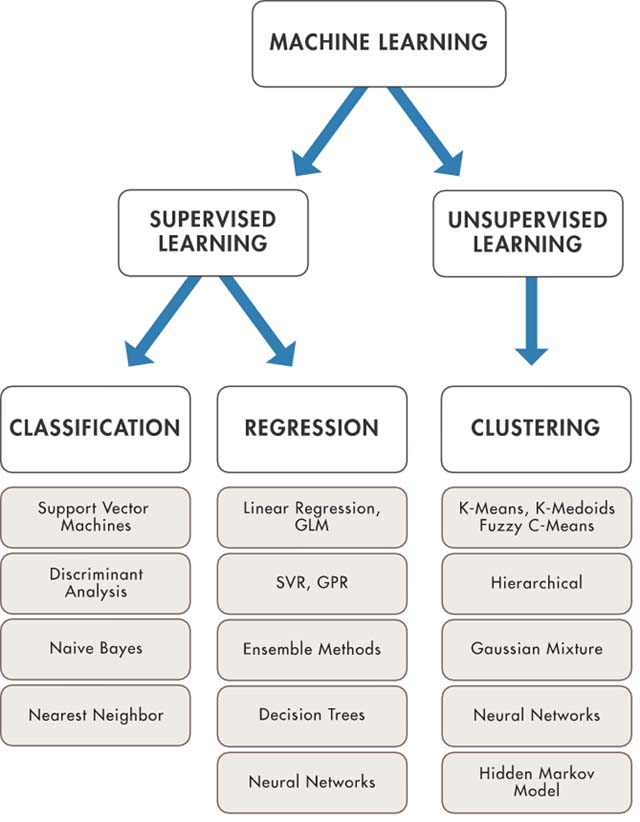 MACHINE LEARNING
SUPERVISED
LEARNING
UNSUPERVISED
LEARNING
CLASSIFICATION
Support Vector
Machines
Discriminant
Analysis
Naive Bayes
Nearest Neighbor
REGRESSION
Linear Regression,
GLM
SVR, GPR
Ensemble Methods
Decision Trees
Neural Networks
CLUSTERING
K-Means, K-Medoids
Fuzzy C-Means
Hierarchical
Gaussian Mixture
Neural Networks
Hidden Markov
Model